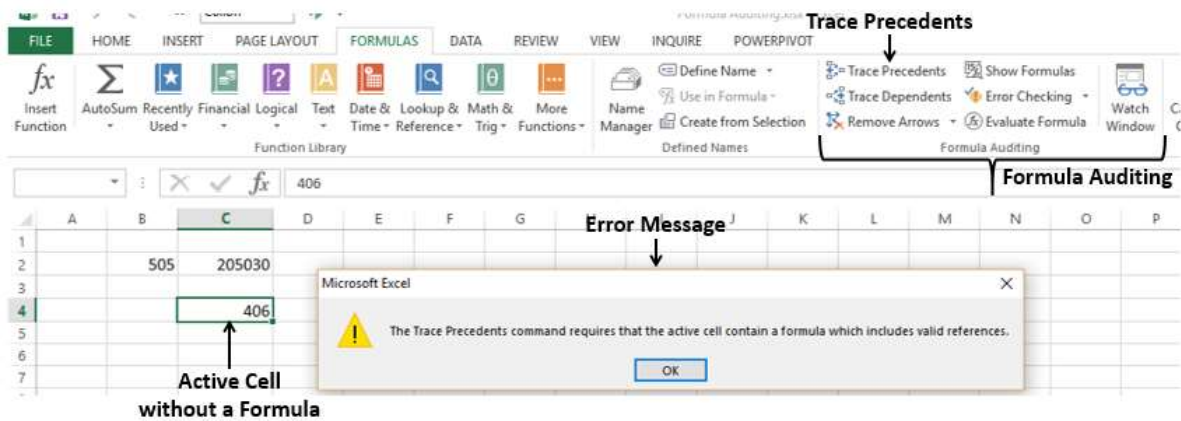 Trace Precedents
FILE HOME INSERT PAGE LAYOUT FORMULAS DATA REVIEW VIEW INQUIRE POWERPIVOT
fx Σ ? A θ ...
Define Name Trace Precedents Show Formulas
Insert Function AutoSum Recently Used Financial Logical Text Date & Time Lookup & Reference Math & Trig More Functions Name Manager Use in Formula Trace Dependents Error Checking Watch Window
Create from Selection Remove Arrows Evaluate Formula
Function Library Defined Names Formula Auditing
Formula Auditing
fx 406
A B C D E F G J K L M N O P
Error Message
1
2 505 205030
3
Microsoft Excel
4 406
The Trace Precedents command requires that the active cell contain a formula which includes valid references.
5
6
OK
7
Active Cell
without a Formula